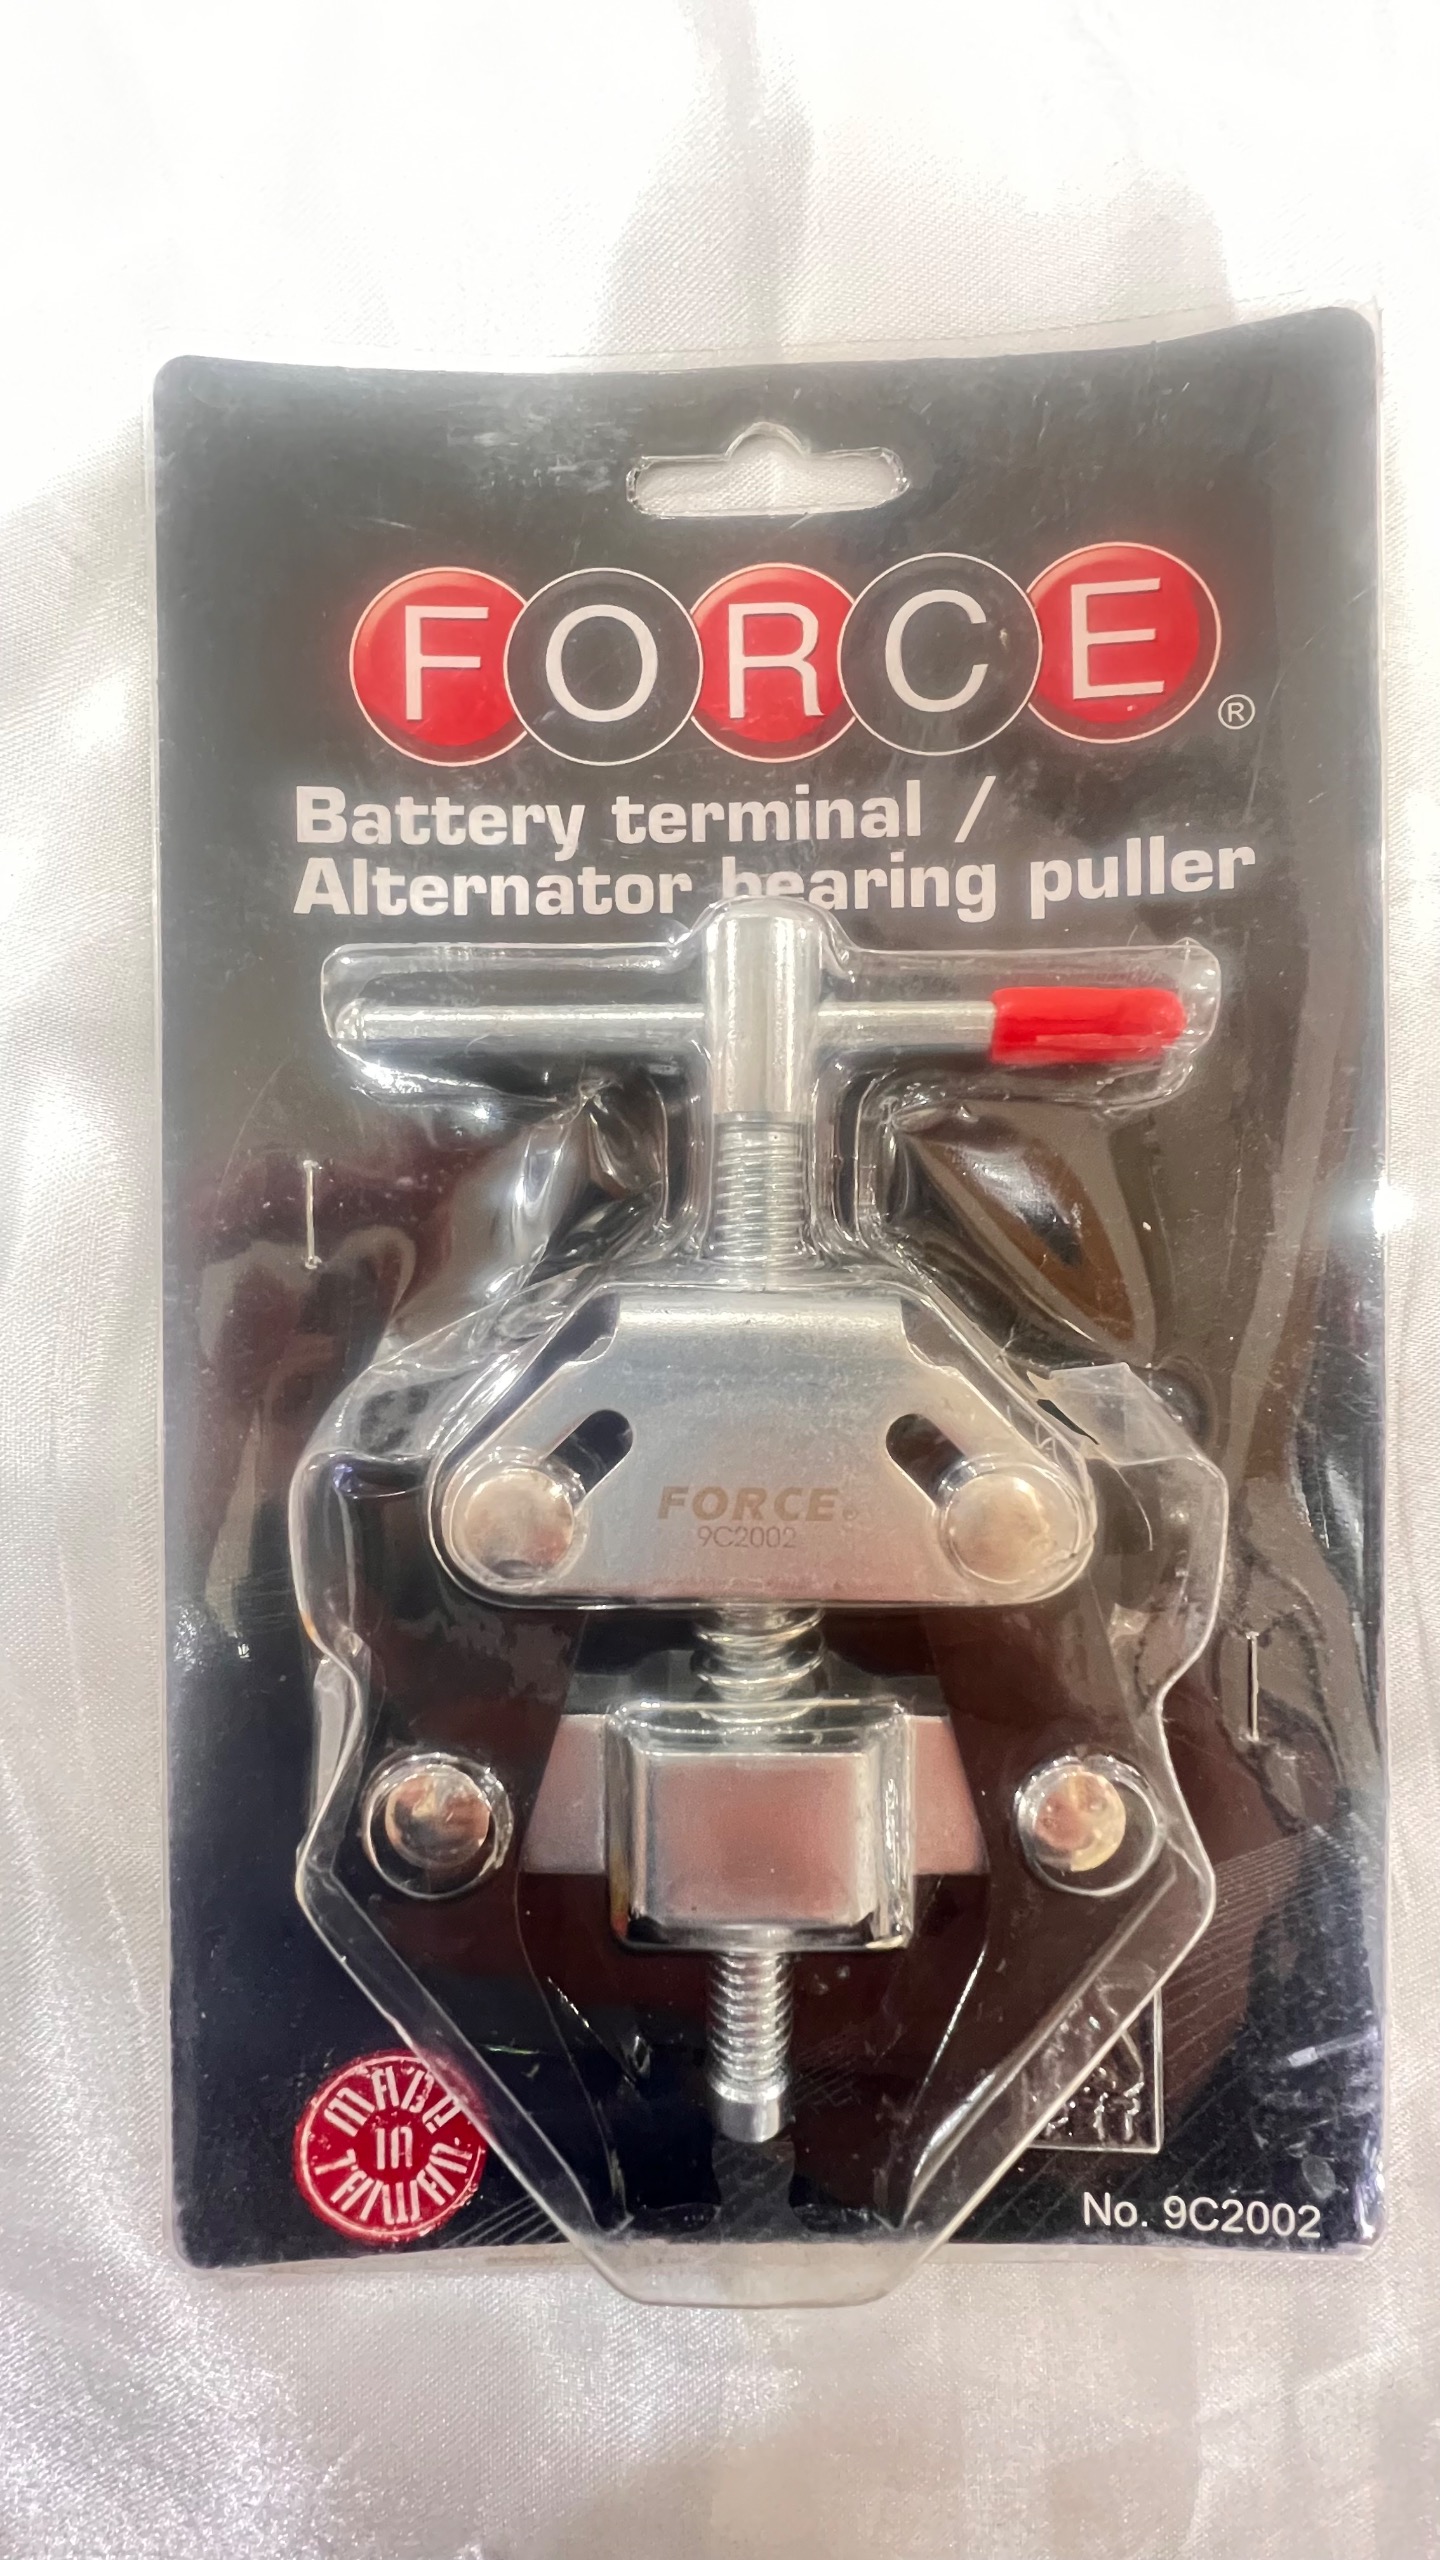 FORCE®
Battery terminal /
Alternator bearing puller
FORCE®
9C2002
MADE
IN
TAIWAN
No. 9C2002